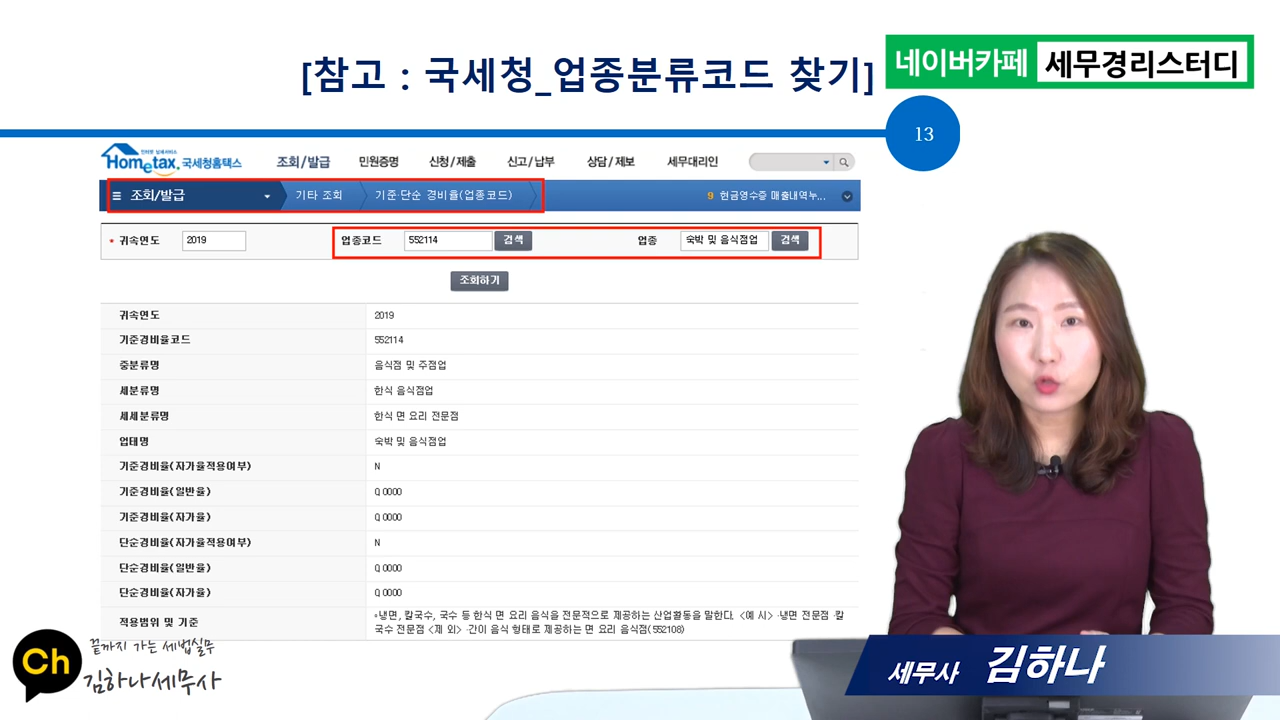 [참고 : 국세청_업종분류코드 찾기]
네이버카페 세무경리스터디
13
Hometax. 국세청홈택스 조회/발급 민원증명 신청/제출 신고/납부 상담/제보 세무대리인
조회/발급 기타 조회 기준·단순 경비율(업종코드) 9 현금영수증 매출내역누...
* 귀속연도 2019 업종코드 552114 검색 업종 숙박 및 음식점업 검색
조회하기
귀속연도 2019
기준경비율코드 552114
중분류명 음식점 및 주점업
세분류명 한식 음식점업
세세분류명 한식 면 요리 전문점
업태명 숙박 및 음식점업
기준경비율(자가율적용여부) N
기준경비율(일반율) 0.0000
기준경비율(자가율) 0.0000
단순경비율(자가율적용여부) N
단순경비율(일반율) 0.0000
단순경비율(자가율) 0.0000
적용범위 및 기준 ◦냉면, 칼국수, 국수 등 한식 면 요리 음식을 전문적으로 제공하는 산업활동을 말한다. <예 시> ·냉면 전문점 ·칼
국수 전문점 <제 외> ·간이 음식 형태로 제공하는 면 요리 음식점(552108)
Ch
끝까지 가는 세법실무
김하나세무사
세무사 김하나